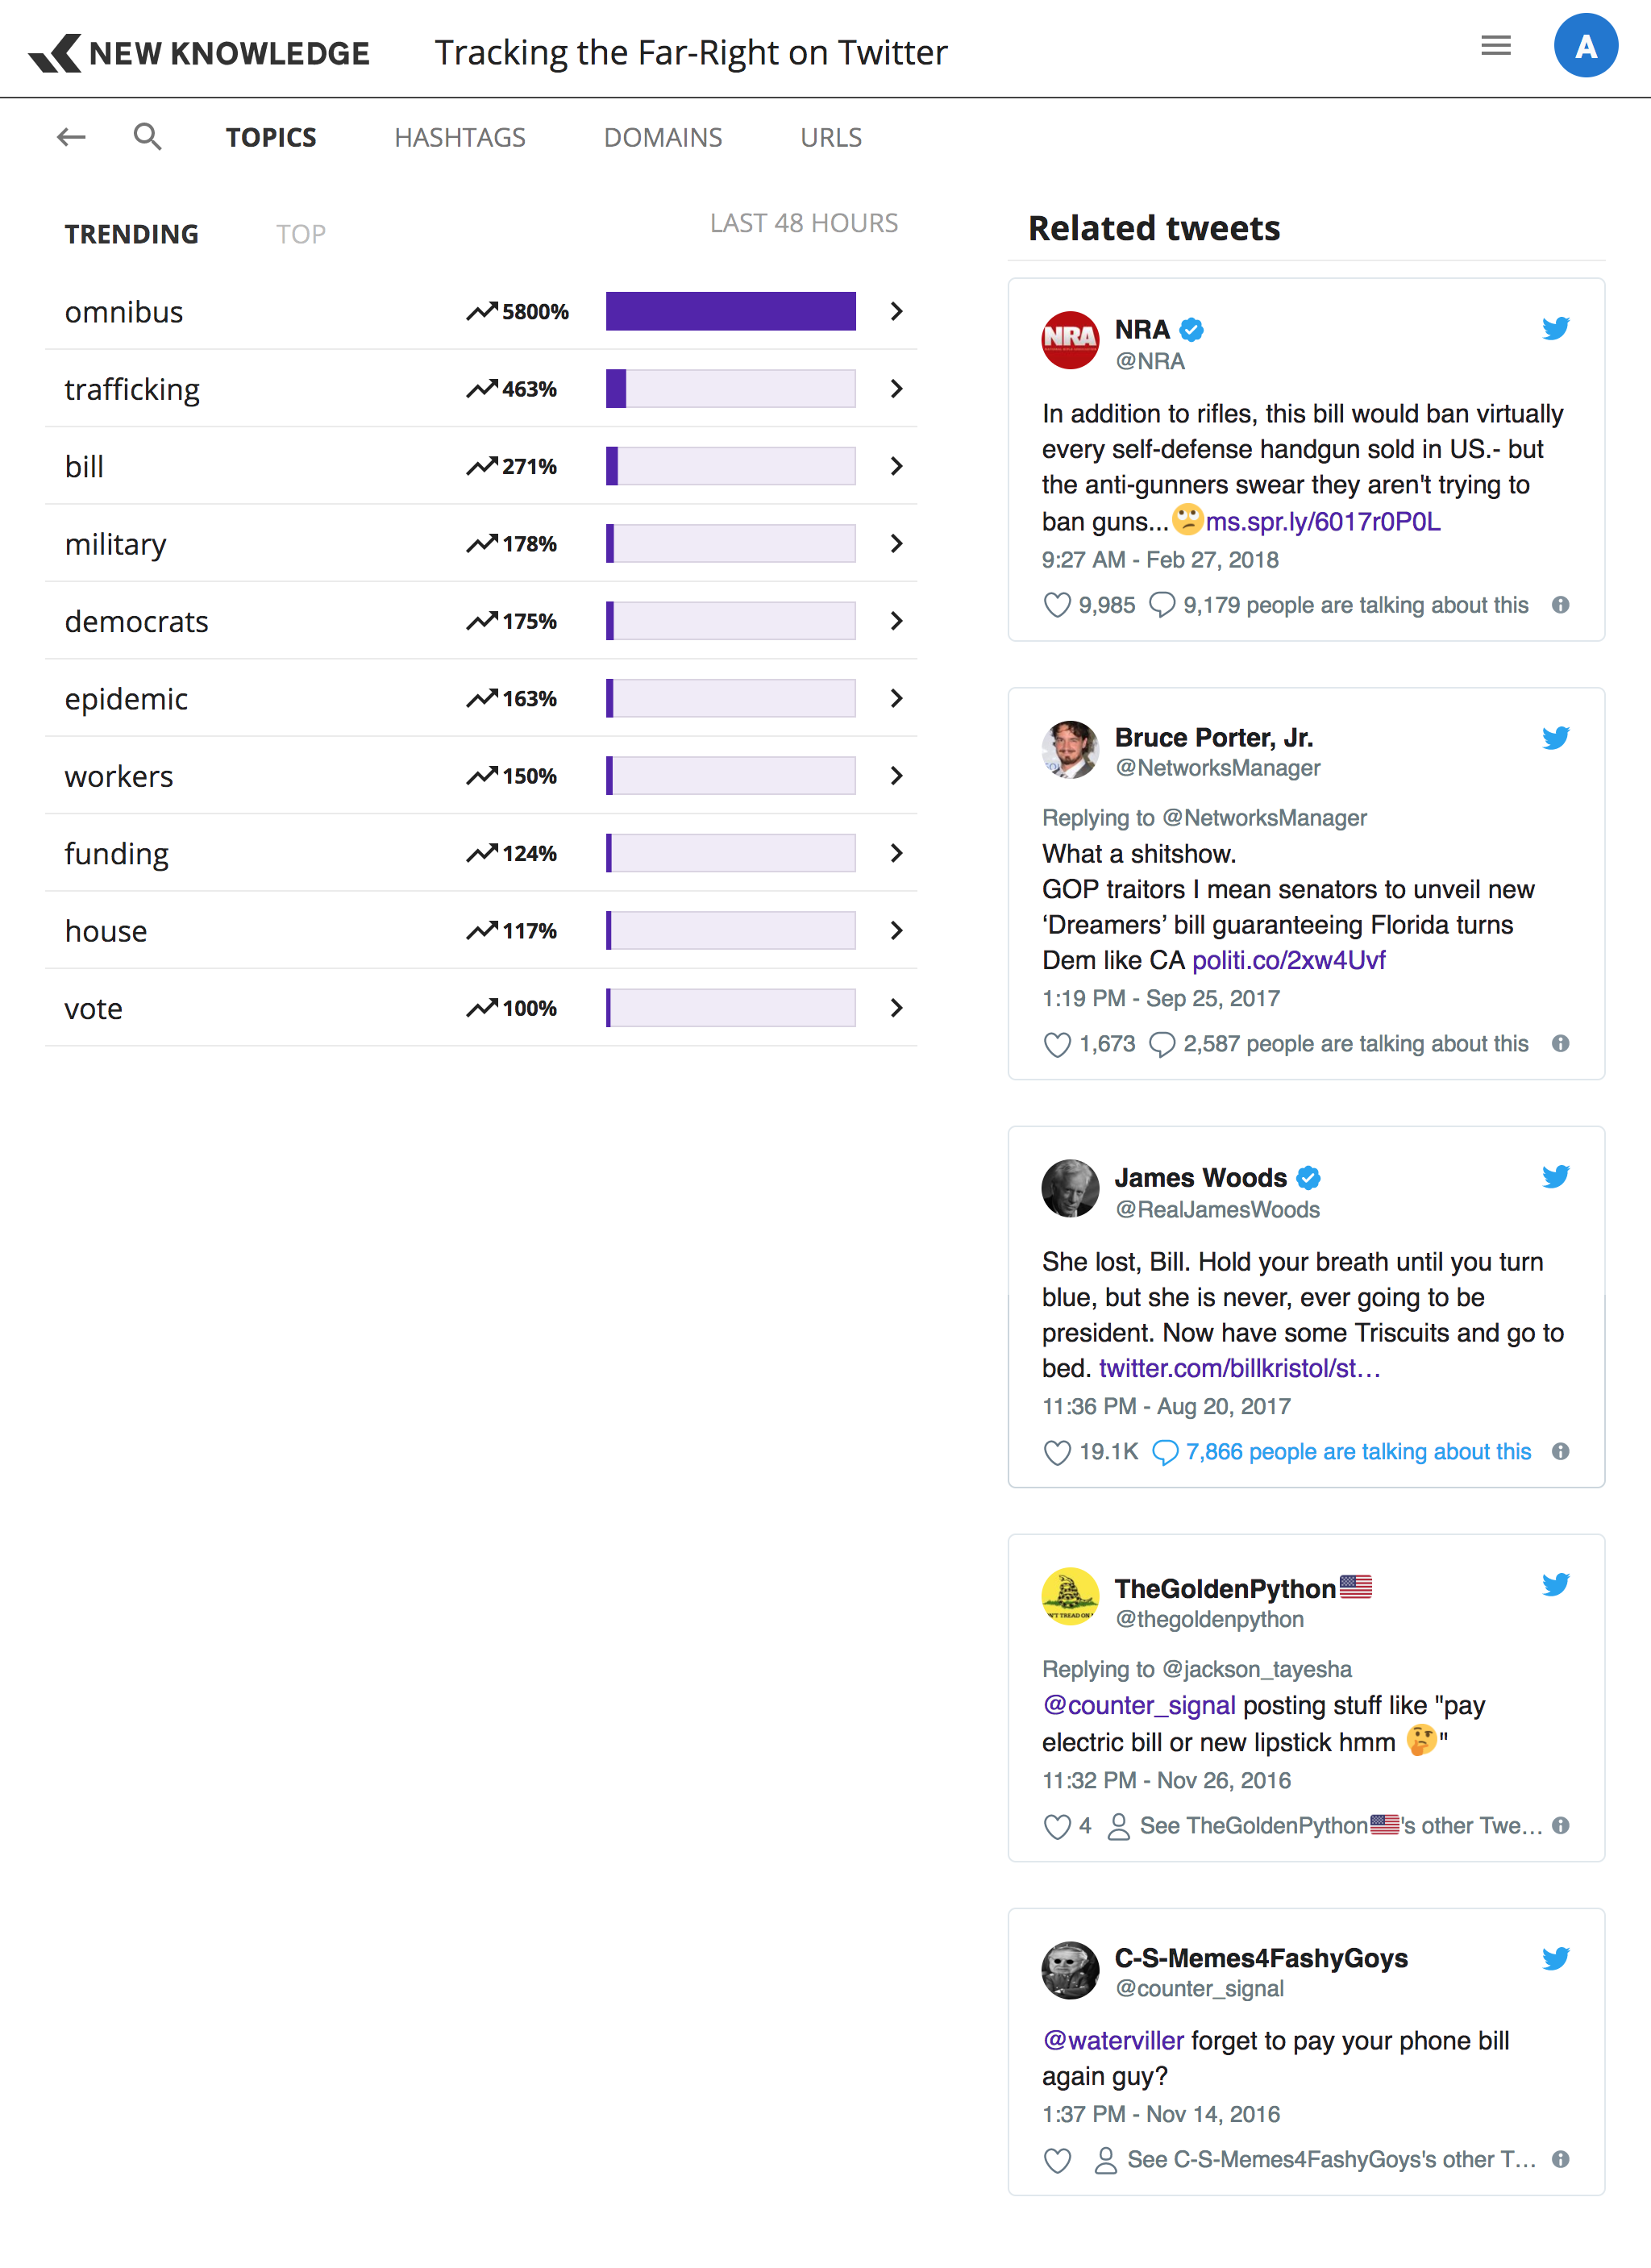 NEW KNOWLEDGE
Tracking the Far-Right on Twitter
A
TOPICS
HASHTAGS
DOMAINS
URLS
TRENDING
TOP
LAST 48 HOURS
omnibus 5800%
trafficking 463%
bill 271%
military 178%
democrats 175%
epidemic 163%
workers 150%
funding 124%
house 117%
vote 100%
Related tweets
NRA
NRA
@NRA
In addition to rifles, this bill would ban virtually
every self-defense handgun sold in US.- but
the anti-gunners swear they aren't trying to
ban guns...🙄ms.spr.ly/6017r0P0L
9:27 AM - Feb 27, 2018
9,985 9,179 people are talking about this
Bruce Porter, Jr.
@NetworksManager
Replying to @NetworksManager
What a shitshow.
GOP traitors I mean senators to unveil new
‘Dreamers’ bill guaranteeing Florida turns
Dem like CA politi.co/2xw4Uvf
1:19 PM - Sep 25, 2017
1,673 2,587 people are talking about this
James Woods
@RealJamesWoods
She lost, Bill. Hold your breath until you turn
blue, but she is never, ever going to be
president. Now have some Triscuits and go to
bed. twitter.com/billkristol/st…
11:36 PM - Aug 20, 2017
19.1K 7,866 people are talking about this
TheGoldenPython🇺🇸
@thegoldenpython
Replying to @jackson_tayesha
@counter_signal posting stuff like "pay
electric bill or new lipstick hmm 🤔"
11:32 PM - Nov 26, 2016
4 See TheGoldenPython🇺🇸's other Twe…
C-S-Memes4FashyGoys
@counter_signal
@waterviller forget to pay your phone bill
again guy?
1:37 PM - Nov 14, 2016
See C-S-Memes4FashyGoys's other T…